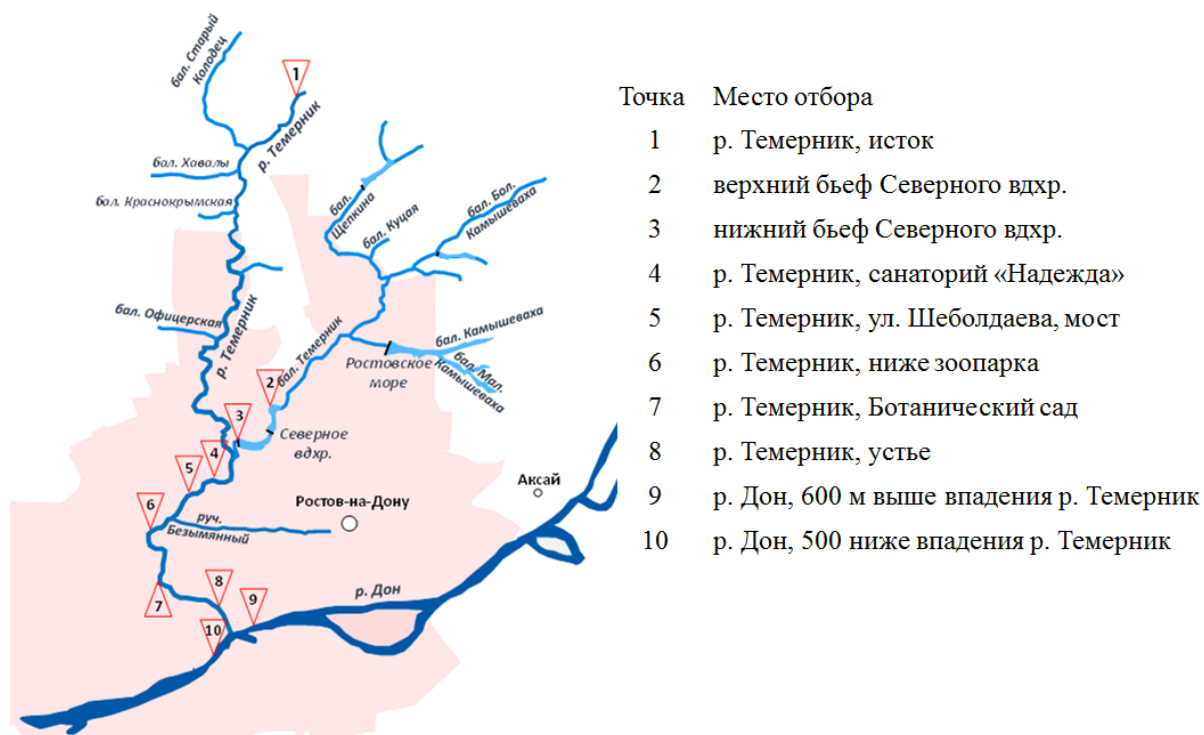 бал. Старый
Колодец
1
р. Темерник
бал. Хавалы
бал. Краснокрымская
бал.
Щепкина
бал. Куцая
бал. Бол.
Камышеваха
бал. Офицерская
р. Темерник
бал. Темерник
бал. Камышеваха
бал. Мал.
Камышеваха
Ростовское
море
2
3
Северное
вдхр.
4
5
6
руч.
Безымянный
Ростов-на-Дону
Аксай
7
8
9
10
р. Дон
Точка Место отбора
1 р. Темерник, исток
2 верхний бьеф Северного вдхр.
3 нижний бьеф Северного вдхр.
4 р. Темерник, санаторий «Надежда»
5 р. Темерник, ул. Шеболдаева, мост
6 р. Темерник, ниже зоопарка
7 р. Темерник, Ботанический сад
8 р. Темерник, устье
9 р. Дон, 600 м выше впадения р. Темерник
10 р. Дон, 500 ниже впадения р. Темерник